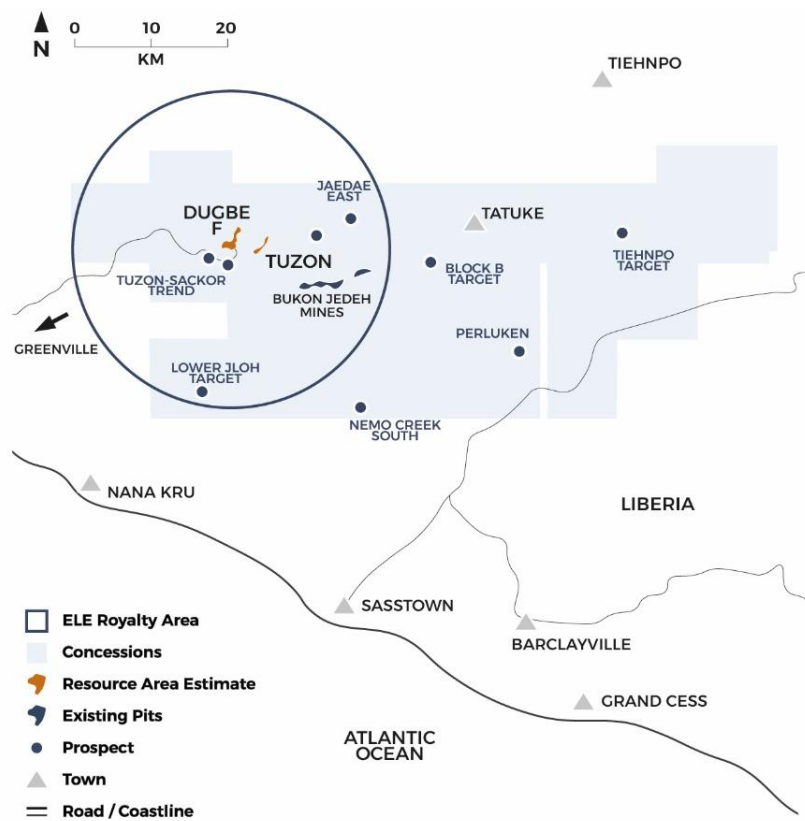 0 10 20
KM
N
TIEHNPO
JAEDAE
EAST
DUGBE
F
TATUKE
TUZON
TIEHNPO
TARGET
BLOCK B
TARGET
TUZON-SACKOR
TREND
BUKON JEDEH
MINES
PERLUKEN
GREENVILLE
LOWER JLOH
TARGET
NEMO CREEK
SOUTH
NANA KRU
LIBERIA
SASSTOWN
BARCLAYVILLE
GRAND CESS
ATLANTIC
OCEAN
ELE Royalty Area
Concessions
Resource Area Estimate
Existing Pits
Prospect
Town
Road / Coastline